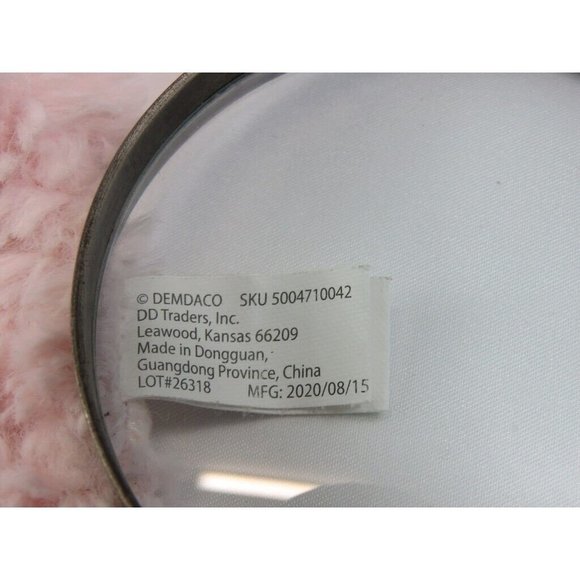 © DEMDACO SKU 5004710042
DD Traders, Inc.
Leawood, Kansas 66209
Made in Dongguan,
Guangdong Province, China
LOT#26318 MFG: 2020/08/15